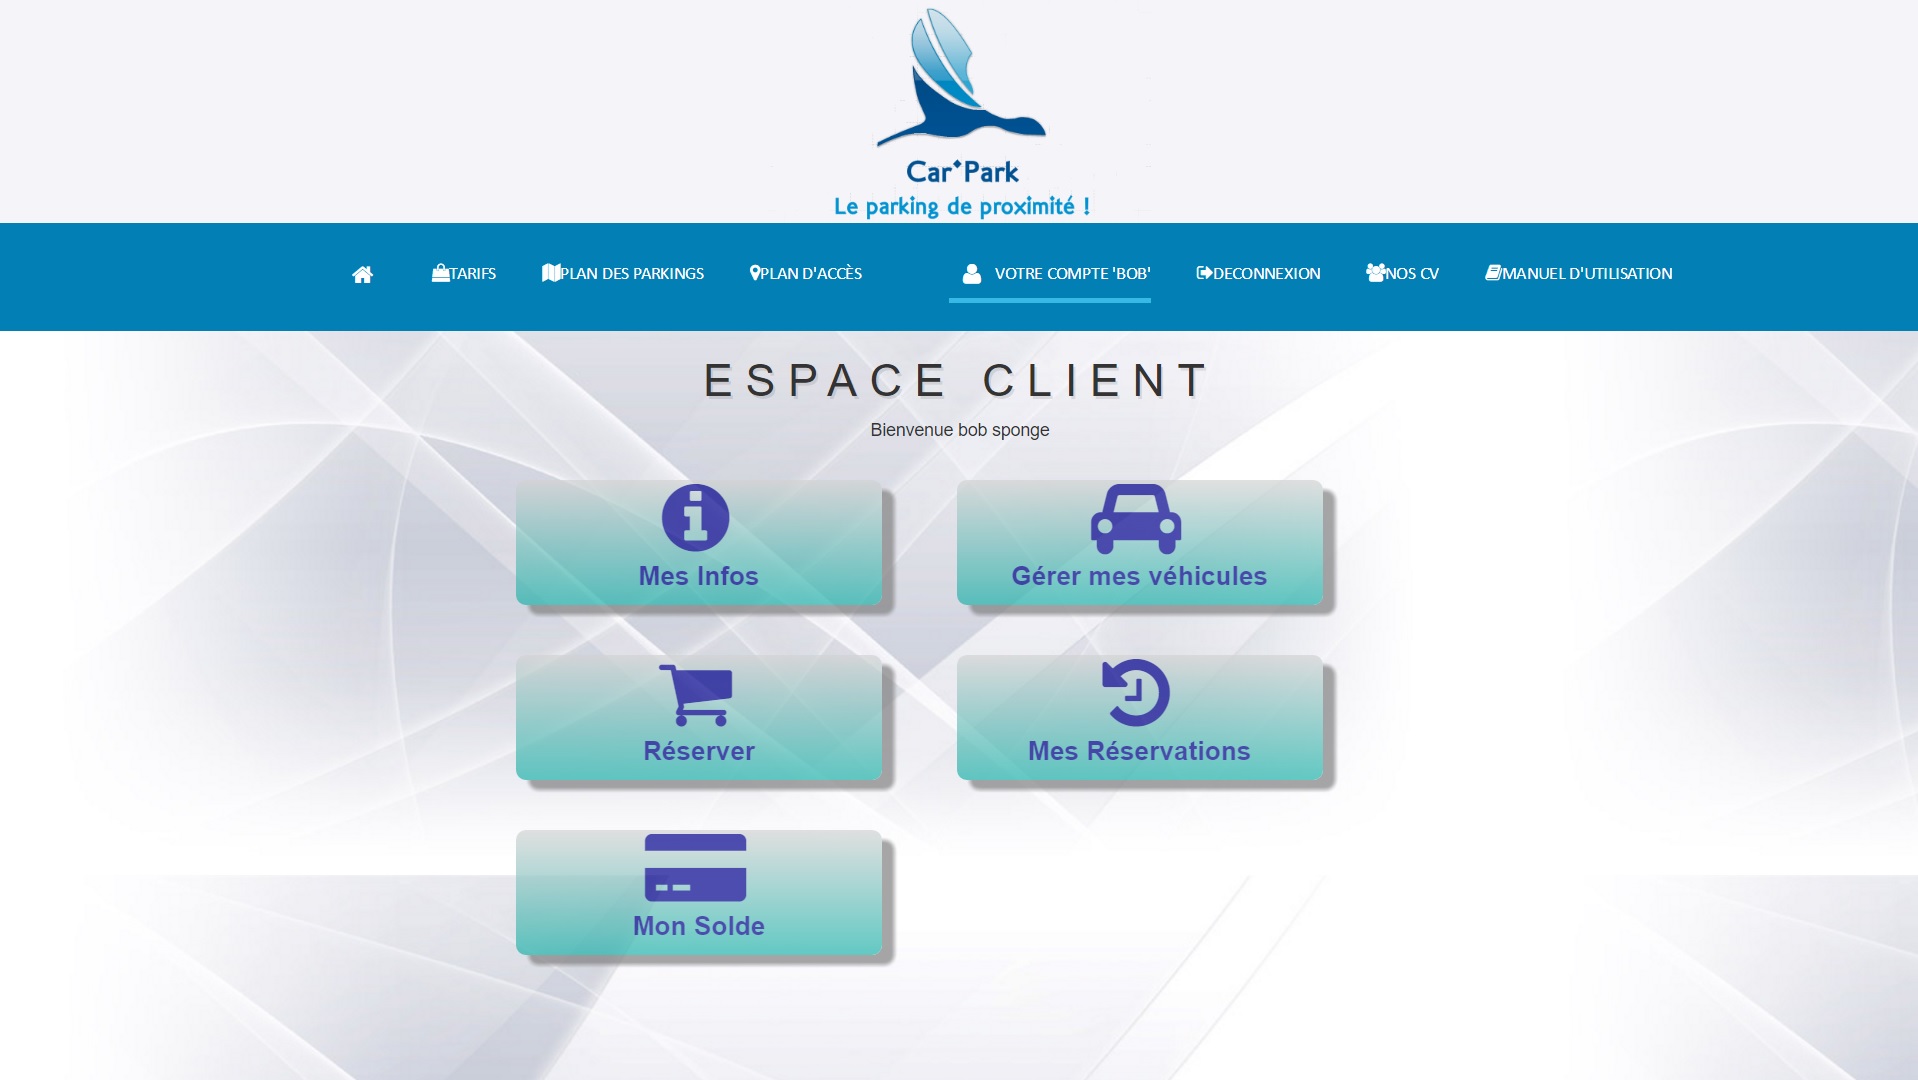 Car*Park
Le parking de proximité !
TARIFS
PLAN DES PARKINGS
PLAN D'ACCÈS
VOTRE COMPTE 'BOB'
DECONNEXION
NOS CV
MANUEL D'UTILISATION
ESPACE CLIENT
Bienvenue bob sponge
Mes Infos
Gérer mes véhicules
Réserver
Mes Réservations
Mon Solde